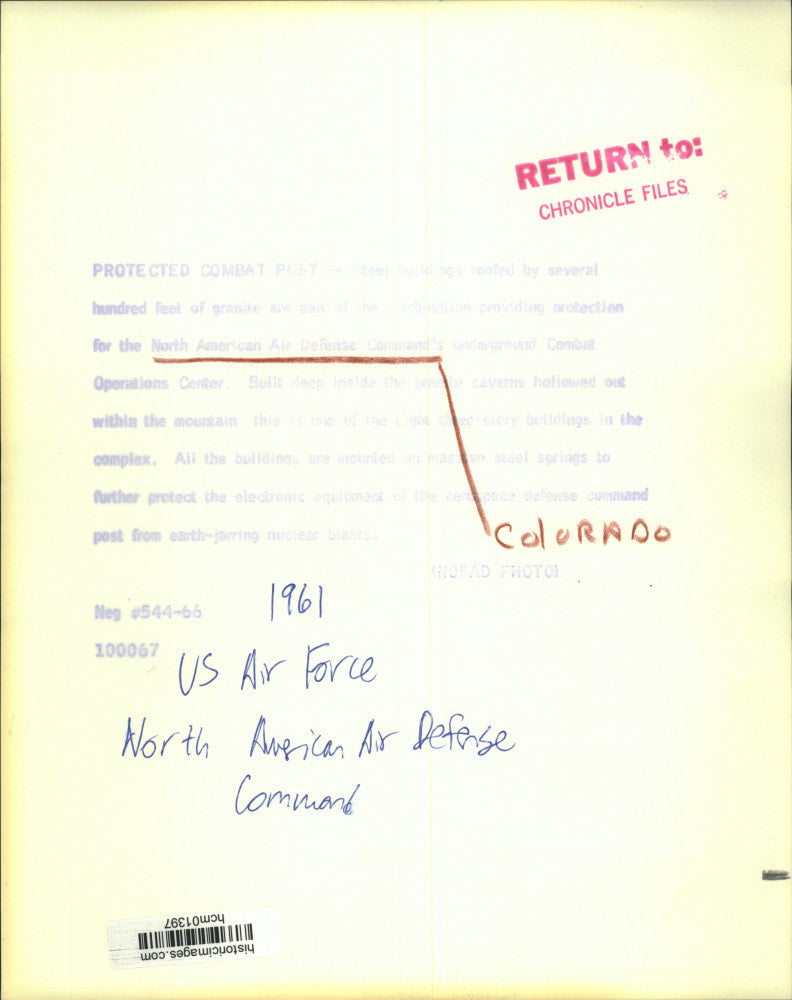 RETURN to:
CHRONICLE FILES
PROTECTED COMBAT POST -- Steel buildings roofed by several
hundred feet of granite are part of the combination providing protection
for the North American Air Defense Command's underground Combat
Operations Center. Built deep inside the granite caverns hollowed out
within the mountain this is one of the eight three-story buildings in the
complex. All the buildings are mounted on massive steel springs to
further protect the electronic equipment of the aerospace defense command
post from earth-jarring nuclear blasts.
COLORADO
(NORAD PHOTO)
Neg #544-66
1961
100067
US Air Force
North American Air Defense
Command
historicimages.com
hcm01397